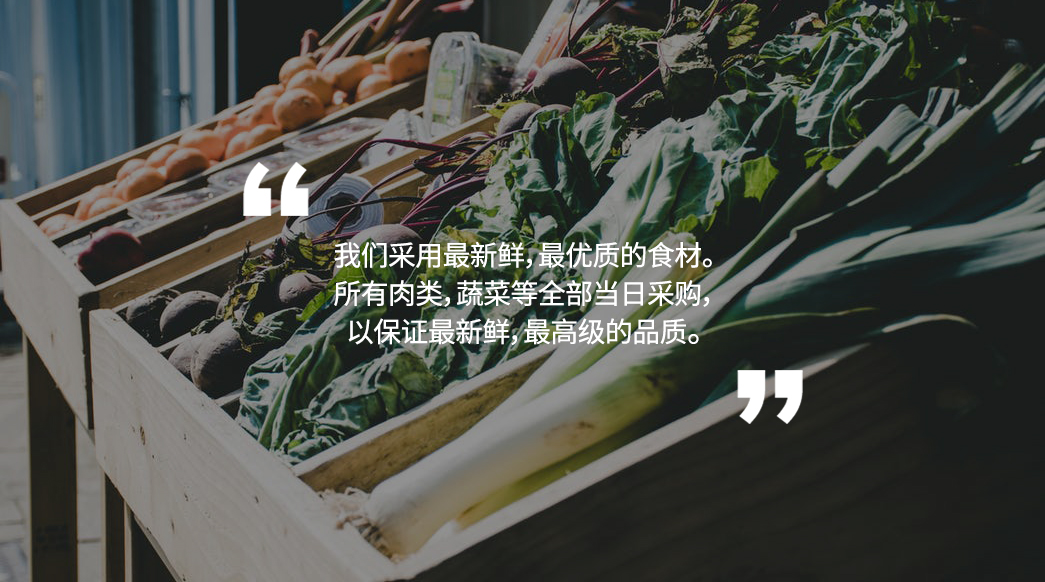 “
我们采用最新鲜，最优质的食材。
所有肉类，蔬菜等全部当日采购，
以保证最新鲜，最高级的品质。
”